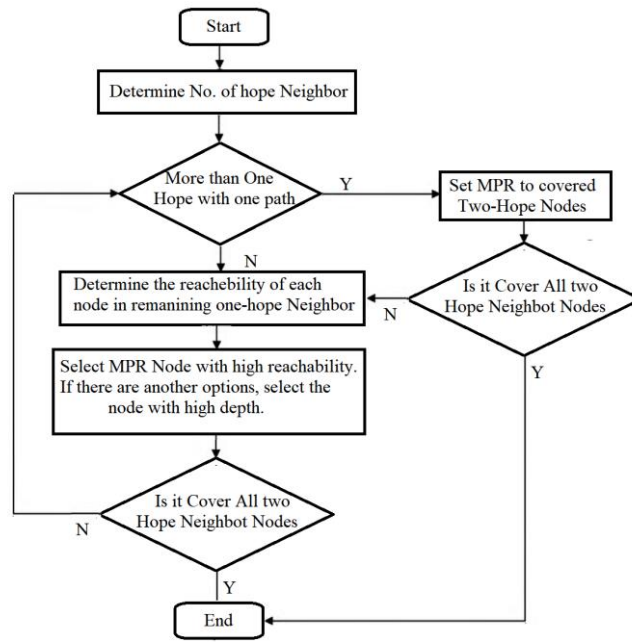 Start
Determine No. of hope Neighbor
More than One
Hope with one path
Y
Set MPR to covered
Two-Hope Nodes
N
Is it Cover All two
Hope Neighbot Nodes
N
Y
Determine the reachebility of each
node in remanining one-hope Neighbor
Select MPR Node with high reachability.
If there are another options, select the
node with high depth.
Is it Cover All two
Hope Neighbot Nodes
N
Y
End